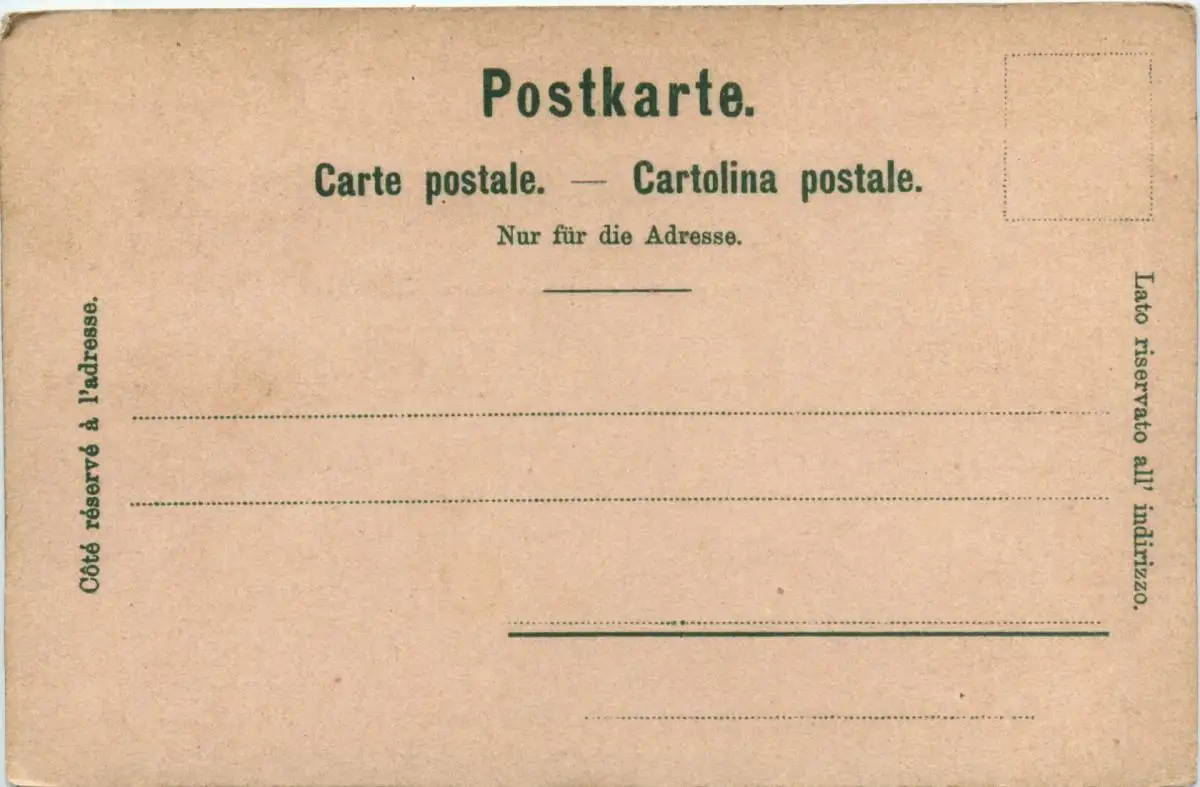 Postkarte.
Carte postale. — Cartolina postale.
Nur für die Adresse.
Côté réservé à l'adresse.
Lato riservato all' indirizzo.